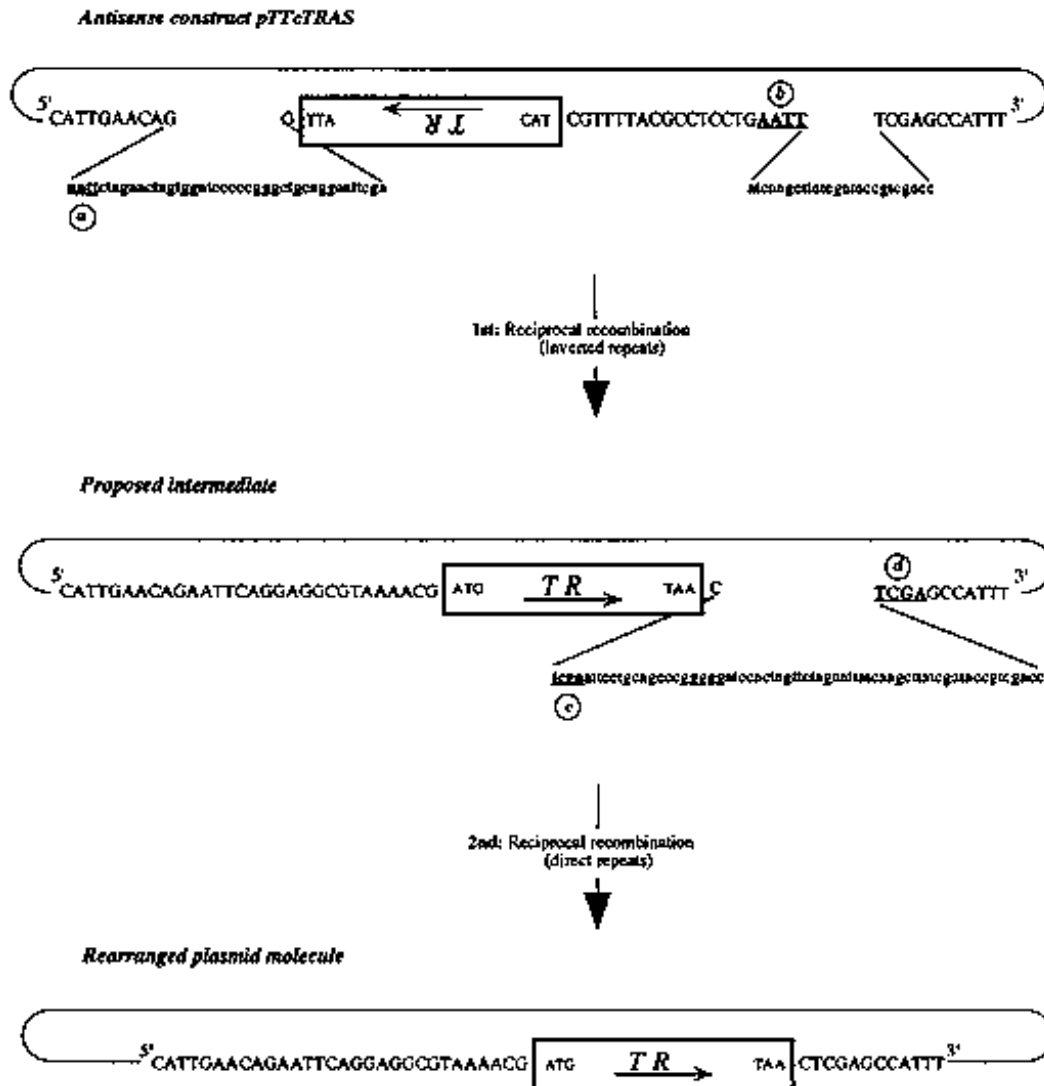 Antisense construct pTTcTRAS
5' CATTGAACAG G TTA TR CAT CGTTTTACGCCTCCTGAATT b TCGAGCCATTT 3'
a
1st: Reciprocal recombination
(inverted repeats)
Proposed intermediate
5' CATTGAACAGAATTCAGGAGGCGTAAAACG ATG TR TAA C d TCGAGCCATTT 3'
c
2nd: Reciprocal recombination
(direct repeats)
Rearranged plasmid molecule
5' CATTGAACAGAATTCAGGAGGCGTAAAACG ATG TR TAA CTCGAGCCATTT 3'